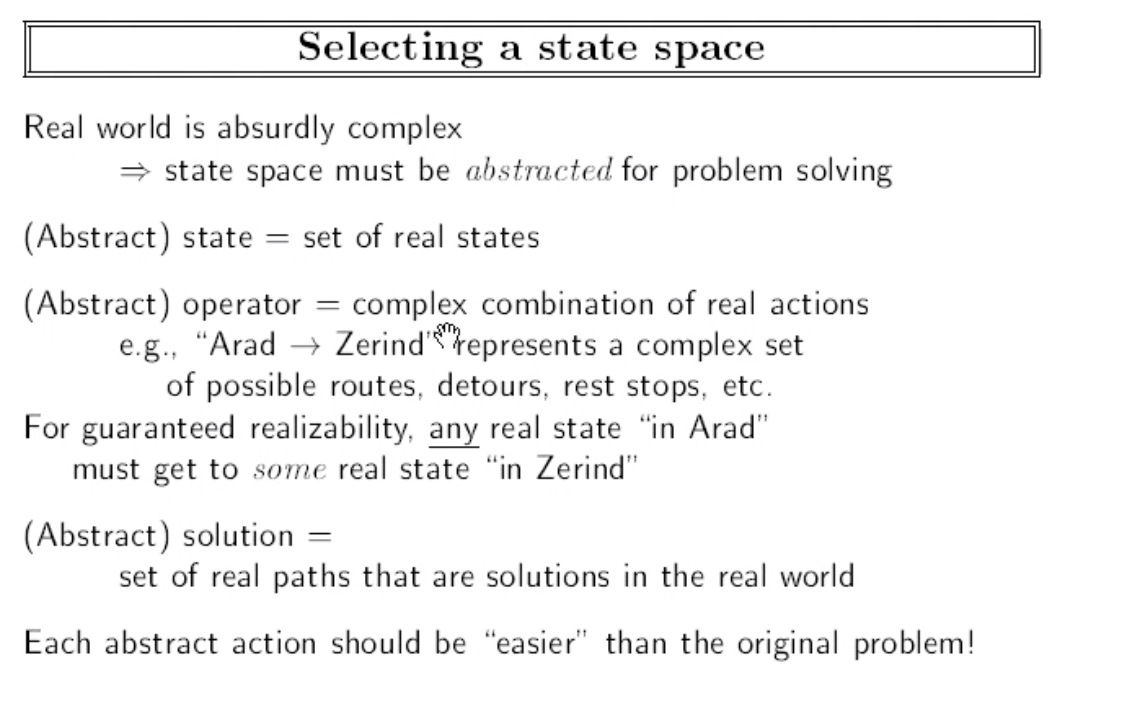 Selecting a state space
Real world is absurdly complex
⇒ state space must be abstracted for problem solving
(Abstract) state = set of real states
(Abstract) operator = complex combination of real actions
e.g., “Arad → Zerind” represents a complex set
of possible routes, detours, rest stops, etc.
For guaranteed realizability, any real state “in Arad”
must get to some real state “in Zerind”
(Abstract) solution =
set of real paths that are solutions in the real world
Each abstract action should be “easier” than the original problem!